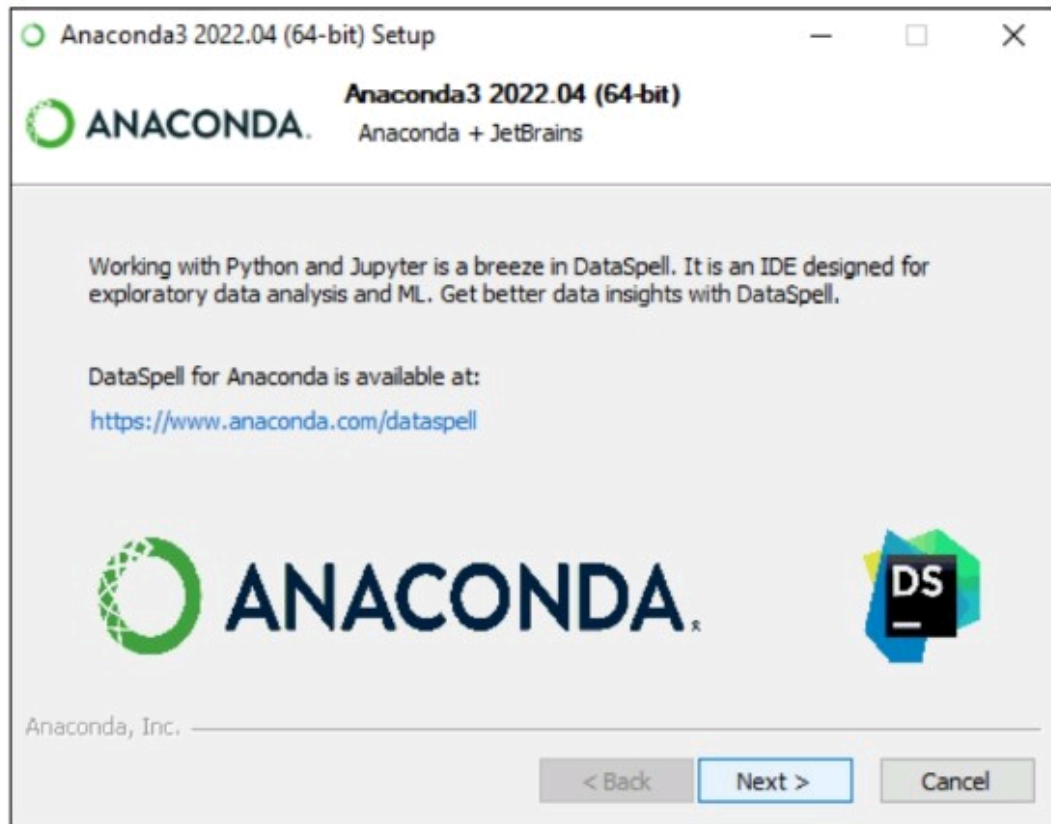 Anaconda3 2022.04 (64-bit) Setup
ANACONDA.
Anaconda3 2022.04 (64-bit)
Anaconda + JetBrains
Working with Python and Jupyter is a breeze in DataSpell. It is an IDE designed for
exploratory data analysis and ML. Get better data insights with DataSpell.
DataSpell for Anaconda is available at:
https://www.anaconda.com/dataspell
ANACONDA.
DS
Anaconda, Inc.
< Back
Next >
Cancel